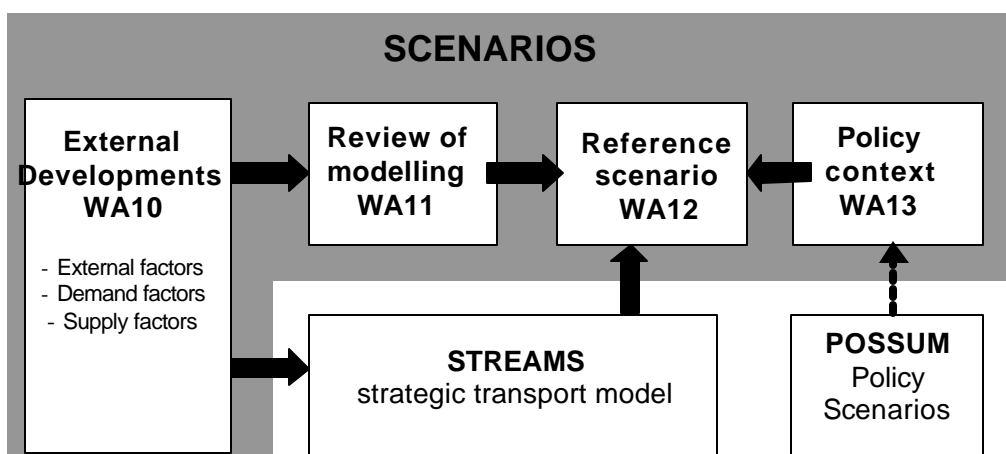 SCENARIOS
External
Developments
WA10
- External factors
- Demand factors
- Supply factors
Review of
modelling
WA11
Reference
scenario
WA12
Policy
context
WA13
STREAMS
strategic transport model
POSSUM
Policy
Scenarios